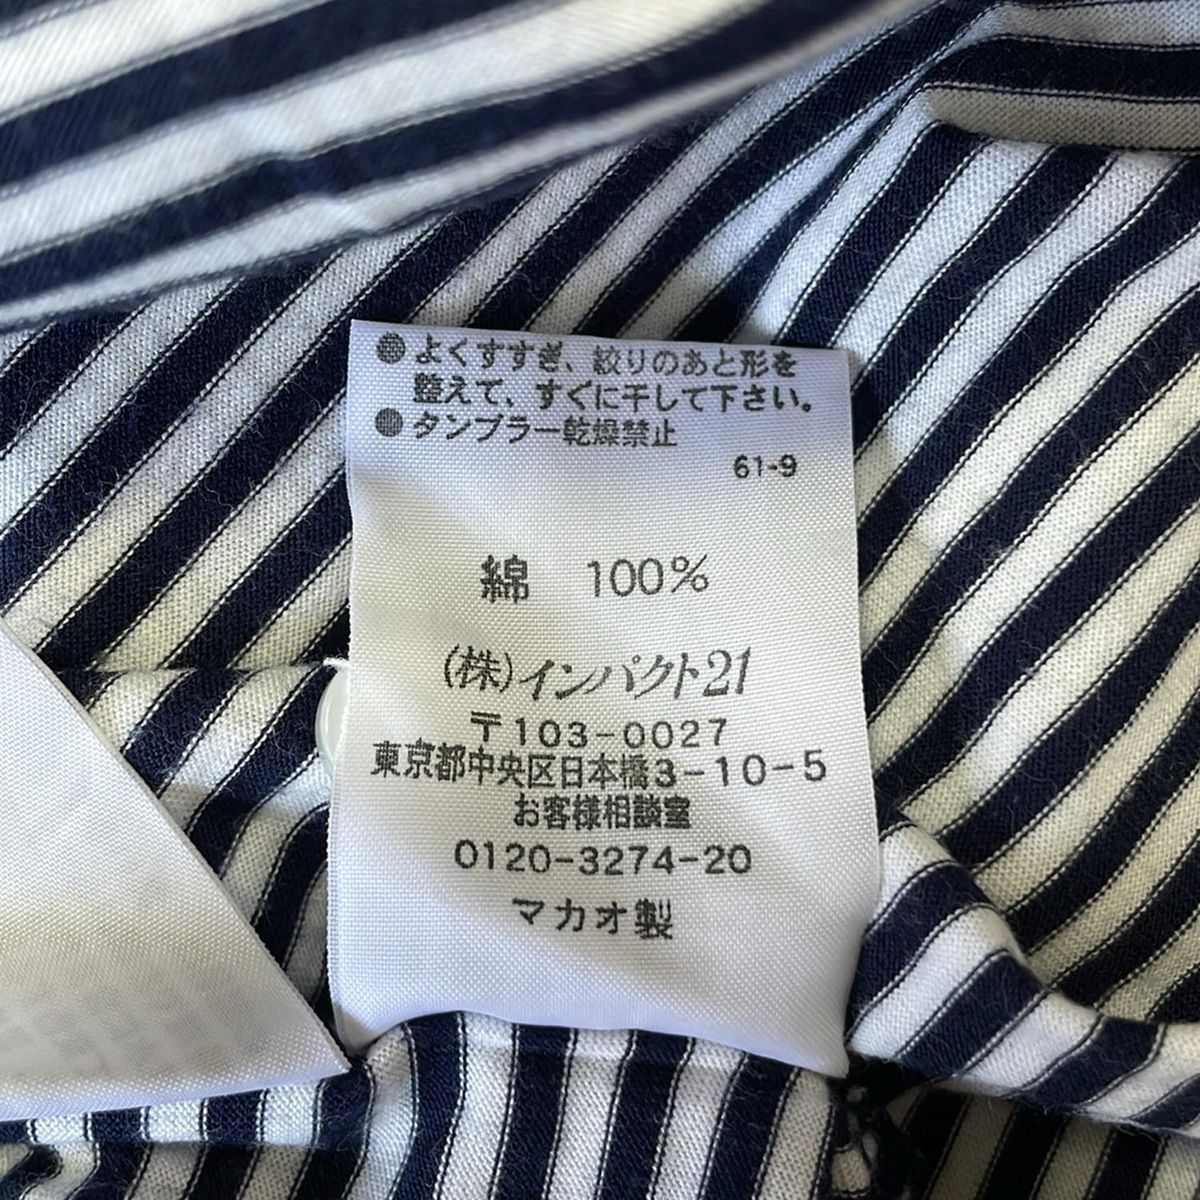 ●よくすすぎ、絞りのあと形を
整えて、すぐに干して下さい。
●タンブラー乾燥禁止
61-9
綿 100%
(株)インパクト21
〒103-0027
東京都中央区日本橋3-10-5
お客様相談室
0120-3274-20
マカオ製